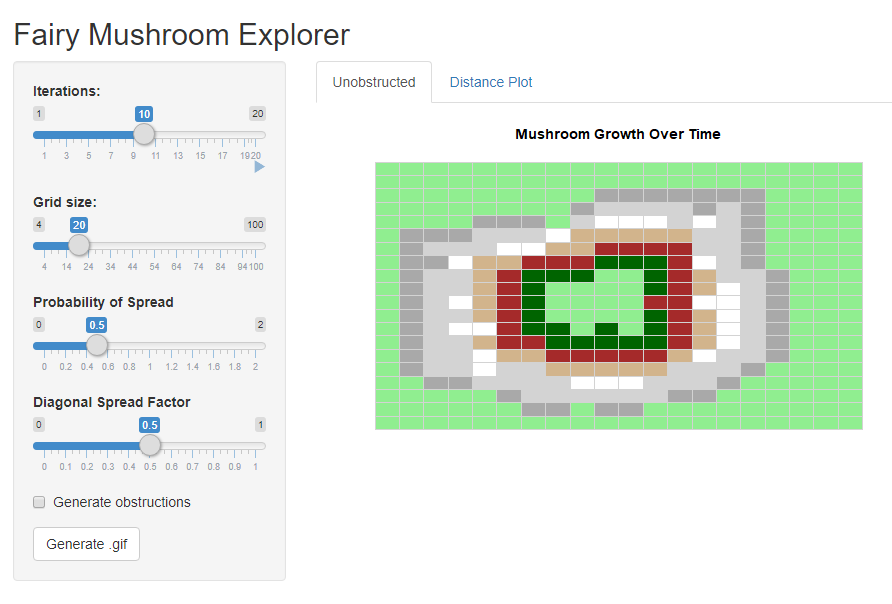 Fairy Mushroom Explorer
Iterations:
1 10 20
1 3 5 7 9 11 13 15 17 19 20
Grid size:
4 20 100
4 14 24 34 44 54 64 74 84 94 100
Probability of Spread
0 0.5 2
0 0.2 0.4 0.6 0.8 1 1.2 1.4 1.6 1.8 2
Diagonal Spread Factor
0 0.5 1
0 0.1 0.2 0.3 0.4 0.5 0.6 0.7 0.8 0.9 1
Generate obstructions
Generate .gif
Unobstructed Distance Plot
Mushroom Growth Over Time